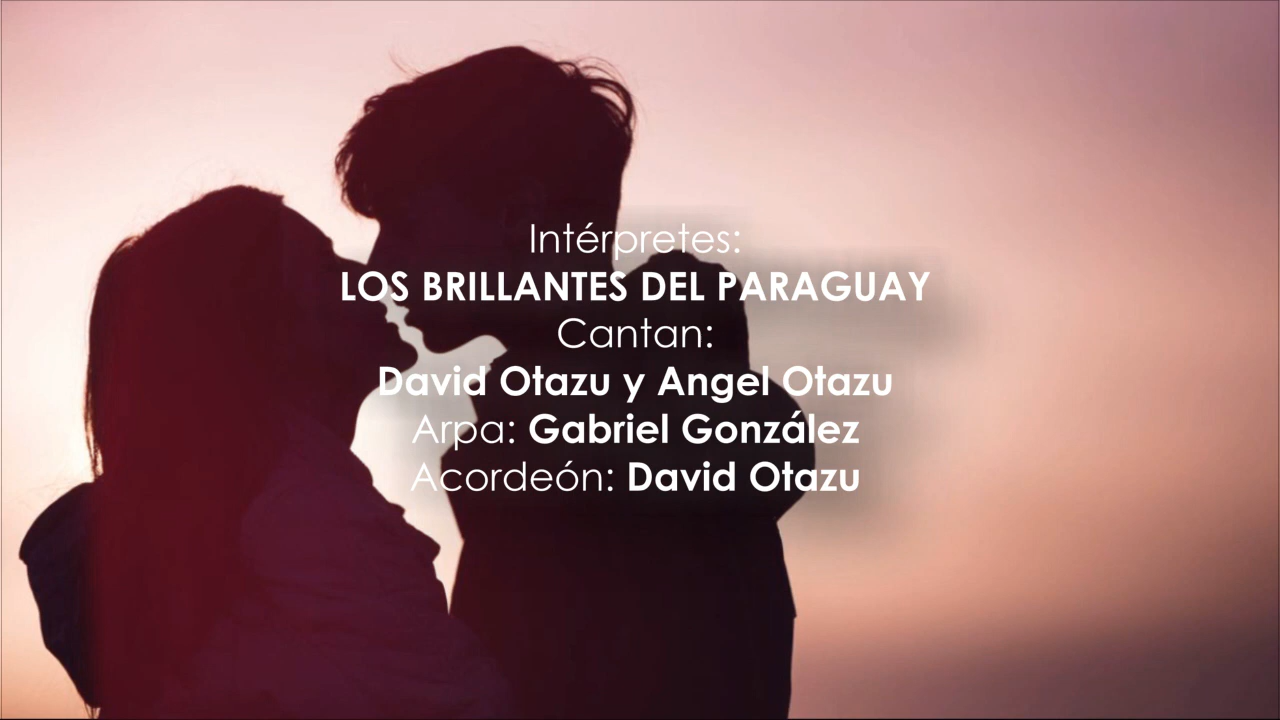 Intérpretes:
LOS BRILLANTES DEL PARAGUAY
Cantan:
David Otazu y Angel Otazu
Arpa: Gabriel González
Acordeón: David Otazu